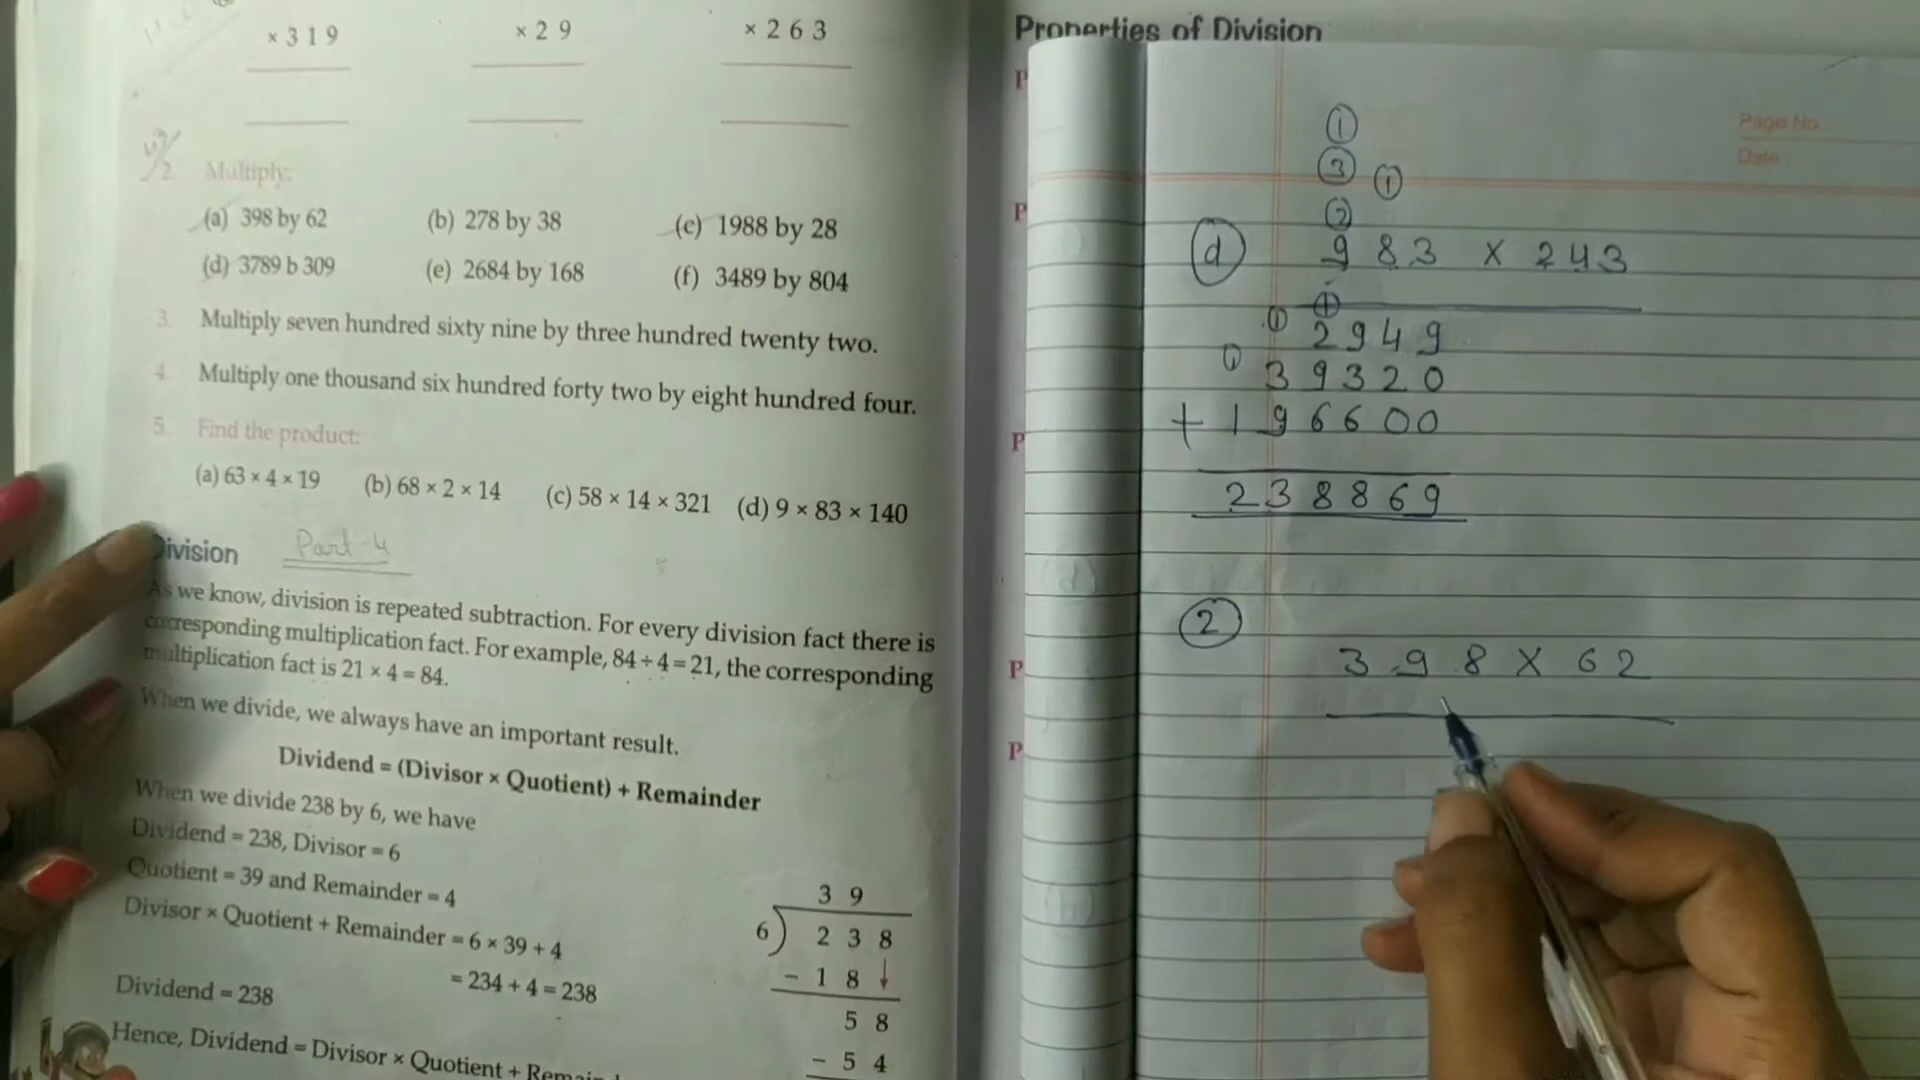 × 3 1 9 × 2 9 × 2 6 3
2. Multiply:
(a) 398 by 62 (b) 278 by 38 (c) 1988 by 28
(d) 3789 b 309 (e) 2684 by 168 (f) 3489 by 804
3. Multiply seven hundred sixty nine by three hundred twenty two.
4. Multiply one thousand six hundred forty two by eight hundred four.
5. Find the product:
(a) 63 × 4 × 19 (b) 68 × 2 × 14 (c) 58 × 14 × 321 (d) 9 × 83 × 140
Division Part-4
As we know, division is repeated subtraction. For every division fact there is
corresponding multiplication fact. For example, 84 ÷ 4 = 21, the corresponding
multiplication fact is 21 × 4 = 84.
When we divide, we always have an important result.
Dividend = (Divisor × Quotient) + Remainder
When we divide 238 by 6, we have
Dividend = 238, Divisor = 6
Quotient = 39 and Remainder = 4
Divisor × Quotient + Remainder = 6 × 39 + 4
= 234 + 4 = 238
Dividend = 238
Hence, Dividend = Divisor × Quotient +
3 9
6) 2 3 8
- 1 8 ↓
5 8
- 5 4
Properties of Division
P
P
P
P
P
Page No
Date
1
3 1
2
d 9 8 3 × 2 4 3
1 1
2 9 4 9
1
3 9 3 2 0
+ 1 9 6 6 0 0
2 3 8 8 6 9
2
3 9 8 × 6 2